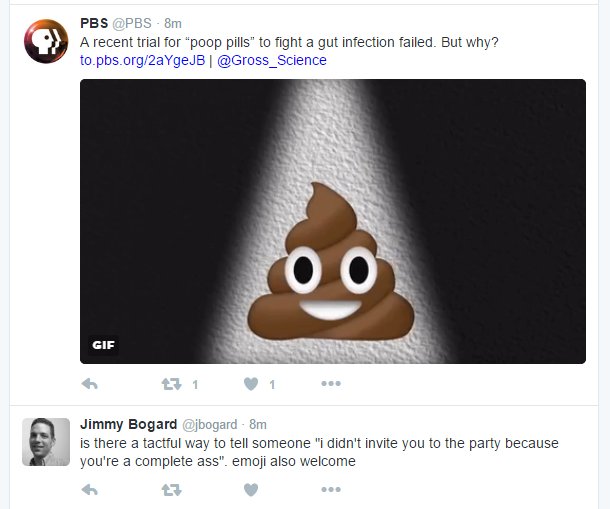 PBS @PBS · 8m
A recent trial for “poop pills” to fight a gut infection failed. But why?
to.pbs.org/2aYgeJB | @Gross_Science
GIF
1 1
Jimmy Bogard @jbogard · 8m
is there a tactful way to tell someone "i didn't invite you to the party because
you're a complete ass". emoji also welcome